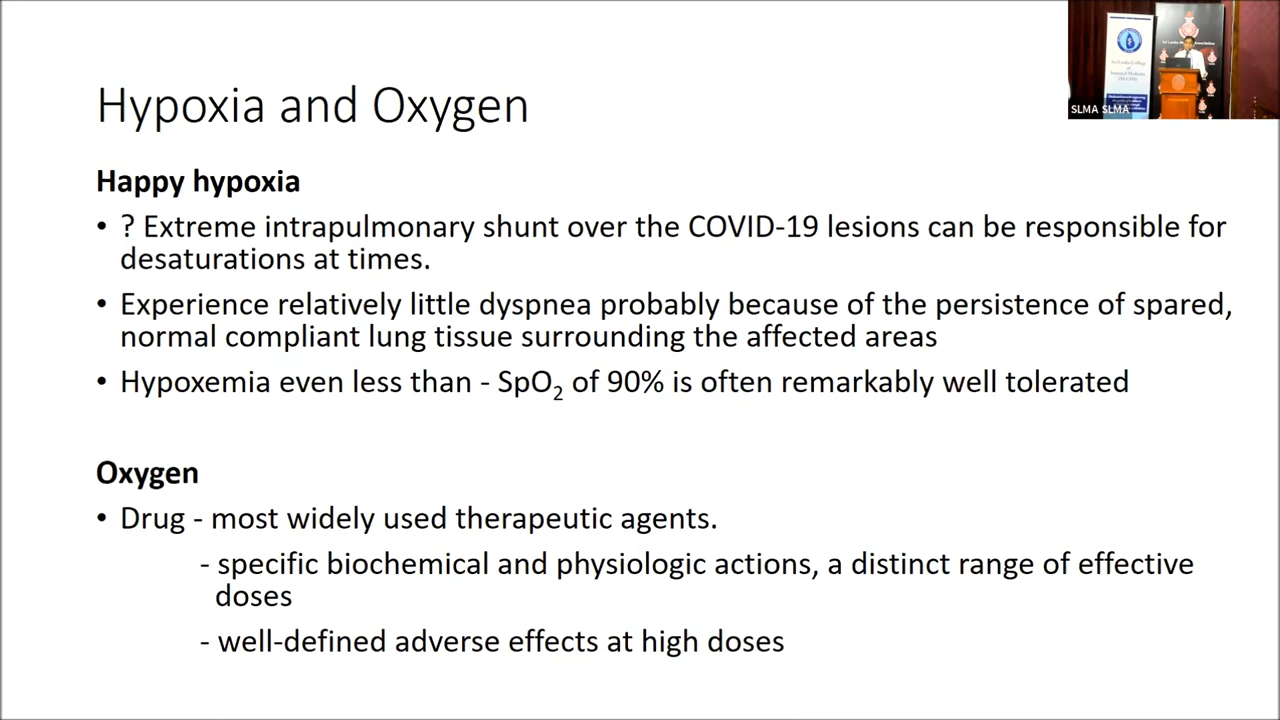 Hypoxia and Oxygen
SLMA SLMA
Happy hypoxia
• ? Extreme intrapulmonary shunt over the COVID-19 lesions can be responsible for
desaturations at times.
• Experience relatively little dyspnea probably because of the persistence of spared,
normal compliant lung tissue surrounding the affected areas
• Hypoxemia even less than - SpO₂ of 90% is often remarkably well tolerated
Oxygen
• Drug - most widely used therapeutic agents.
- specific biochemical and physiologic actions, a distinct range of effective
doses
- well-defined adverse effects at high doses